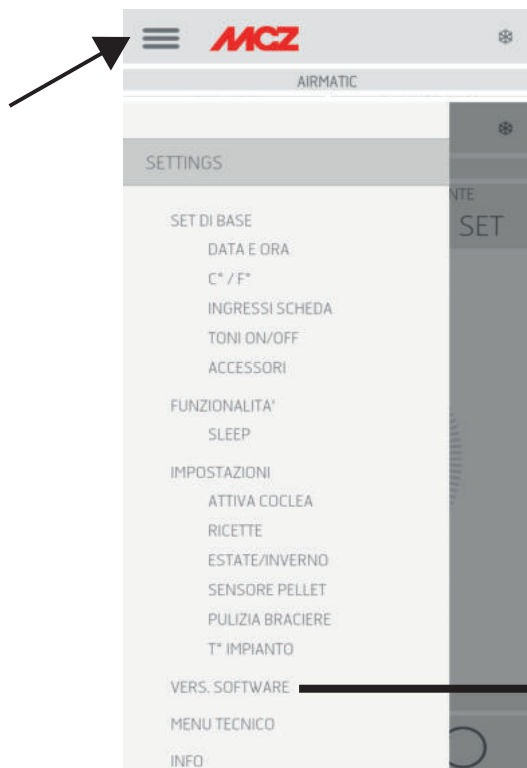 MCZ
AIRMATIC
SETTINGS
NTE
SET
SET DI BASE
DATA E ORA
C° / F°
INGRESSI SCHEDA
TONI ON/OFF
ACCESSORI
FUNZIONALITA'
SLEEP
IMPOSTAZIONI
ATTIVA COCLEA
RICETTE
ESTATE/INVERNO
SENSORE PELLET
PULIZIA BRACIERE
T° IMPIANTO
VERS. SOFTWARE
MENU TECNICO
INFO